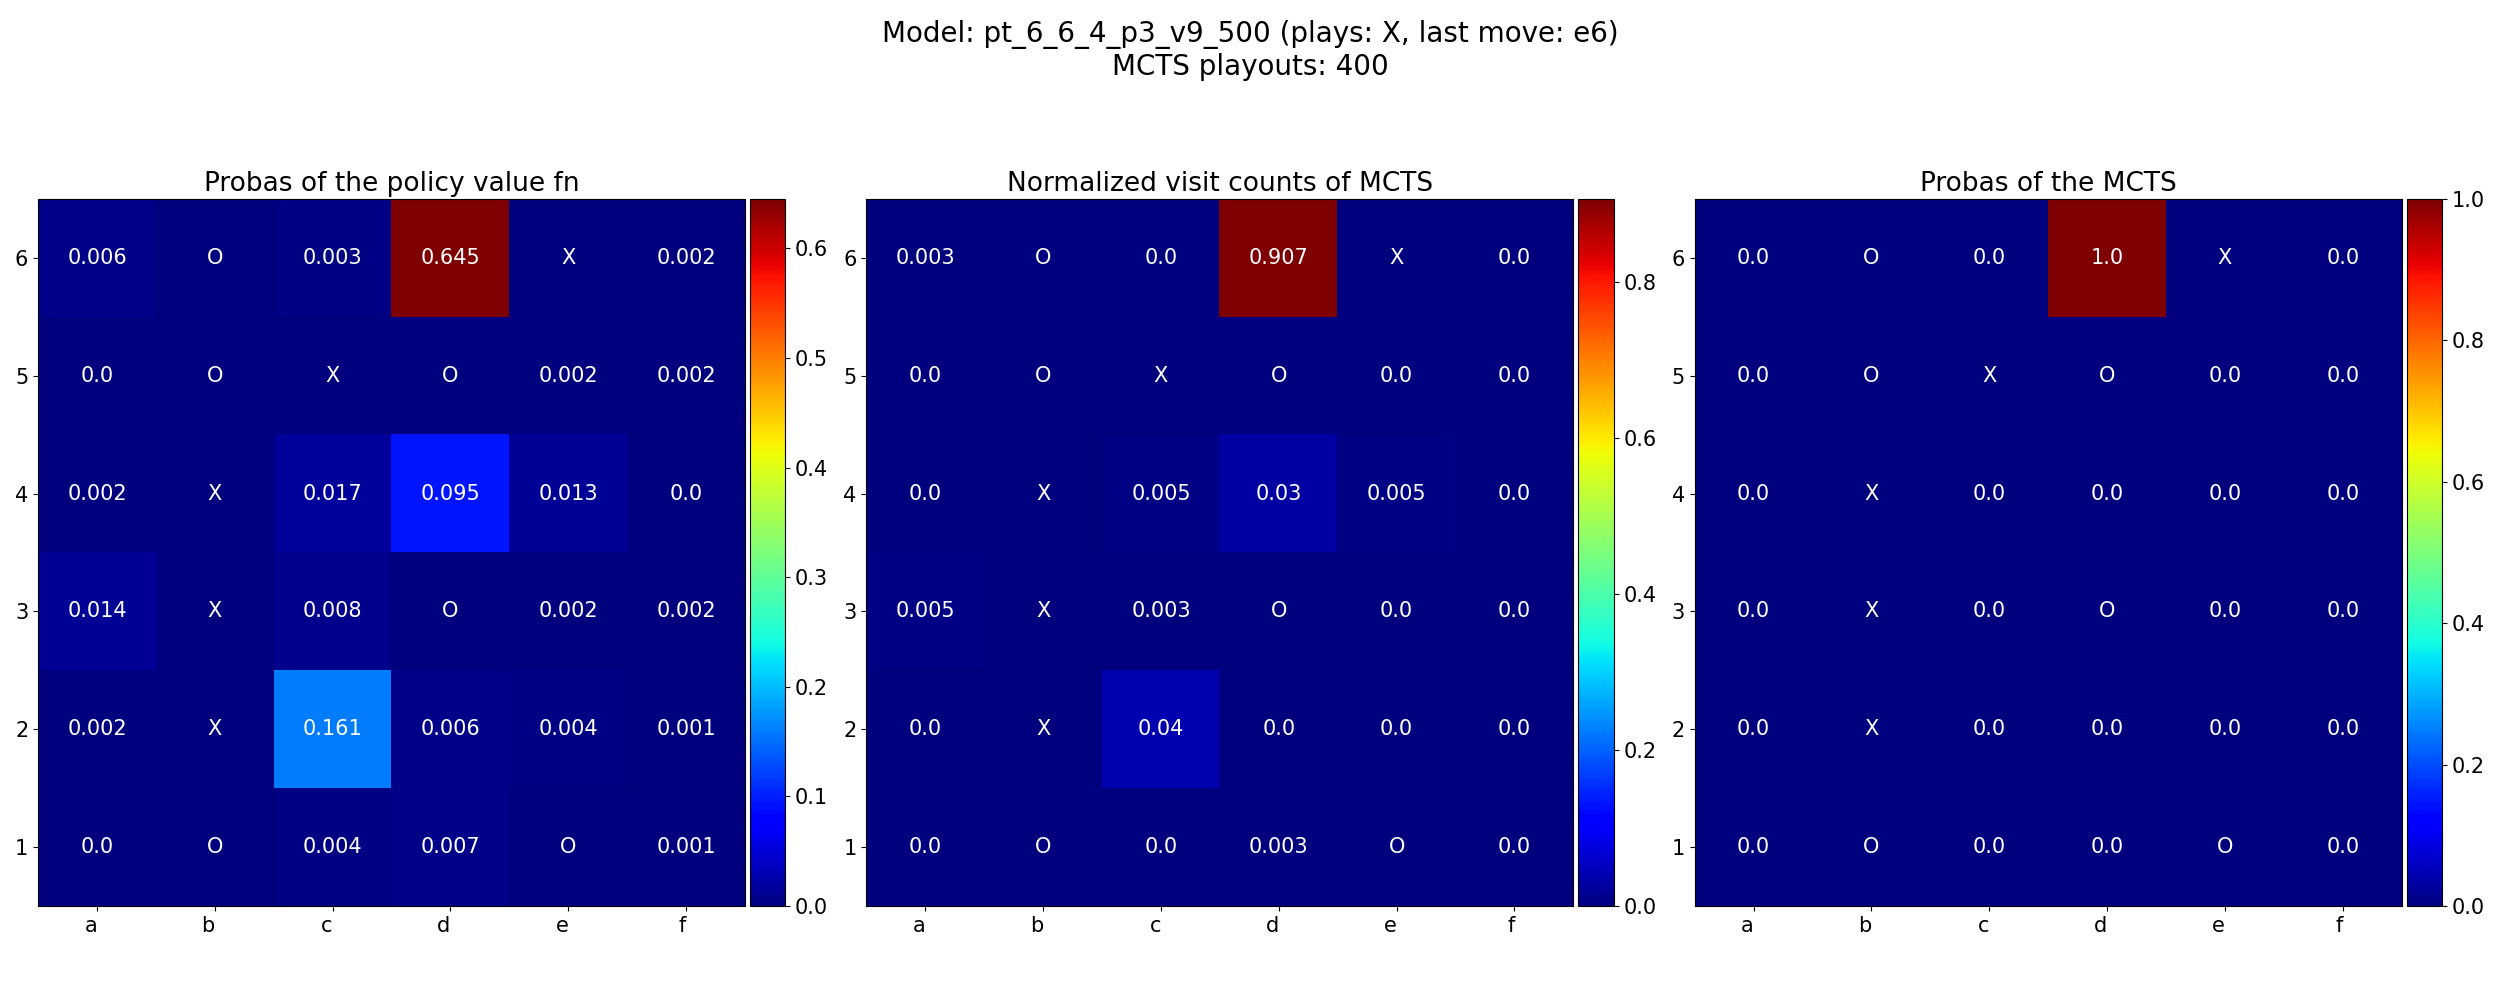 Model: pt_6_6_4_p3_v9_500 (plays: X, last move: e6)
MCTS playouts: 400
Probas of the policy value fn
6 0.006 O 0.003 0.645 X 0.002
5 0.0 O X O 0.002 0.002
4 0.002 X 0.017 0.095 0.013 0.0
3 0.014 X 0.008 O 0.002 0.002
2 0.002 X 0.161 0.006 0.004 0.001
1 0.0 O 0.004 0.007 O 0.001
a b c d e f
0.6
0.5
0.4
0.3
0.2
0.1
0.0
Normalized visit counts of MCTS
6 0.003 O 0.0 0.907 X 0.0
5 0.0 O X O 0.0 0.0
4 0.0 X 0.005 0.03 0.005 0.0
3 0.005 X 0.003 O 0.0 0.0
2 0.0 X 0.04 0.0 0.0 0.0
1 0.0 O 0.0 0.003 O 0.0
a b c d e f
0.8
0.6
0.4
0.2
0.0
Probas of the MCTS
6 0.0 O 0.0 1.0 X 0.0
5 0.0 O X O 0.0 0.0
4 0.0 X 0.0 0.0 0.0 0.0
3 0.0 X 0.0 O 0.0 0.0
2 0.0 X 0.0 0.0 0.0 0.0
1 0.0 O 0.0 0.0 O 0.0
a b c d e f
1.0
0.8
0.6
0.4
0.2
0.0